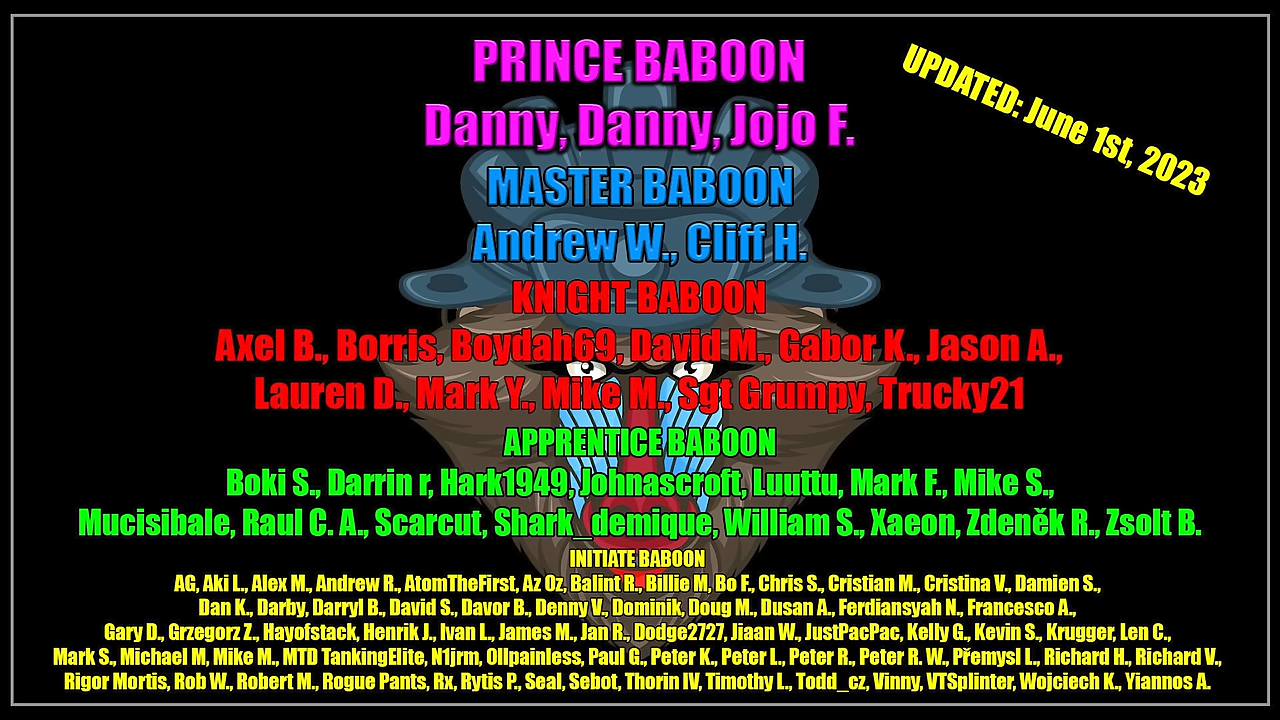 PRINCE BABOON
UPDATED: June 1st, 2023
Danny, Danny, Jojo F.
MASTER BABOON
Andrew W., Cliff H.
KNIGHT BABOON
Axel B., Borris, Boydah69, David M., Gabor K., Jason A.,
Lauren D., Mark Y., Mike M., Sgt Grumpy, Trucky21
APPRENTICE BABOON
Boki S., Darrin r, Hark1949, Johnascroft, Luuttu, Mark F., Mike S.,
Mucisibale, Raul C. A., Scarcut, Shark_demique, William S., Xaeon, Zdeněk R., Zsolt B.
INITIATE BABOON
AG, Aki L., Alex M., Andrew R., AtomTheFirst, Az Oz, Balint R., Billie M, Bo F., Chris S., Cristian M., Cristina V., Damien S.,
Dan K., Darby, Darryl B., David S., Davor B., Denny V., Dominik, Doug M., Dusan A., Ferdiansyah N., Francesco A.,
Gary D., Grzegorz Z., Hayofstack, Henrik J., Ivan L., James M., Jan R., Dodge2727, Jiaan W., JustPacPac, Kelly G., Kevin S., Krugger, Len C.,
Mark S., Michael M, Mike M., MTD TankingElite, N1jrm, Ollpainless, Paul G., Peter K., Peter L., Peter R., Peter R. W., Přemysl L., Richard H., Richard V.,
Rigor Mortis, Rob W., Robert M., Rogue Pants, Rx, Rytis P., Seal, Sebot, Thorin IV, Timothy L., Todd_cz, Vinny, VTSplinter, Wojciech K., Yiannos A.